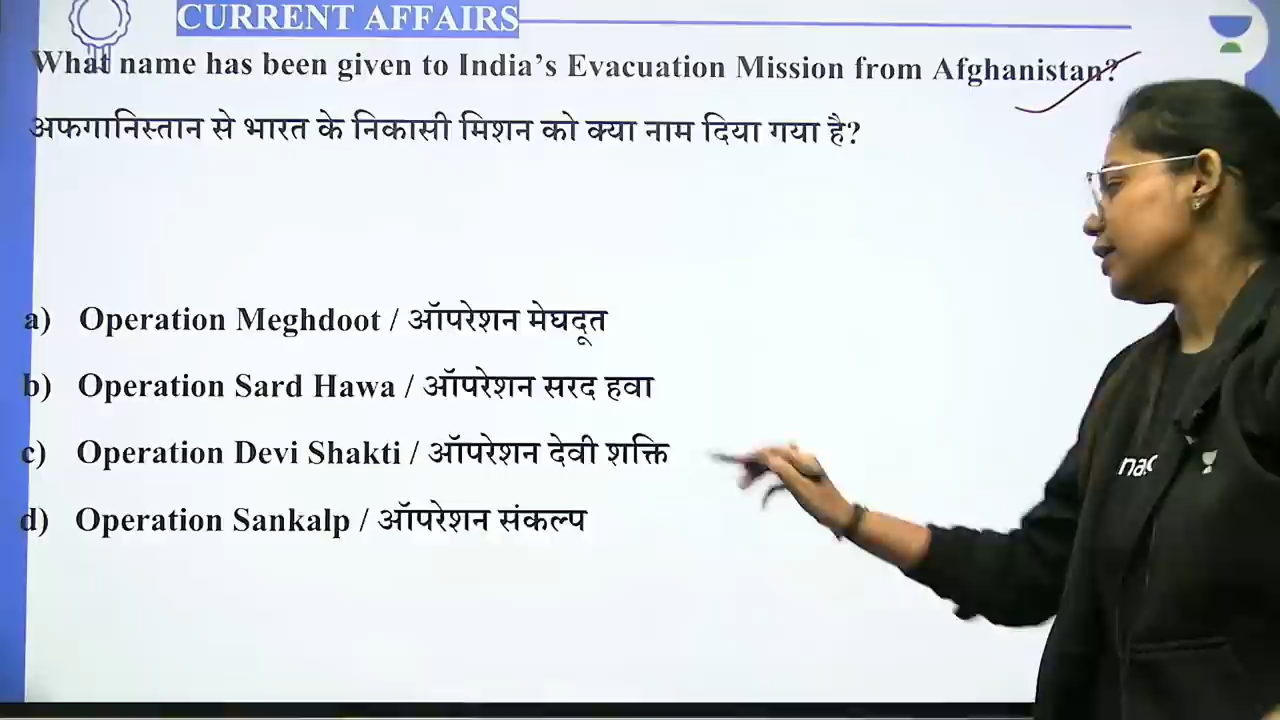 CURRENT AFFAIRS
What name has been given to India's Evacuation Mission from Afghanistan?
अफगानिस्तान से भारत के निकासी मिशन को क्या नाम दिया गया है?
a) Operation Meghdoot / ऑपरेशन मेघदूत
b) Operation Sard Hawa / ऑपरेशन सरद हवा
c) Operation Devi Shakti / ऑपरेशन देवी शक्ति
d) Operation Sankalp / ऑपरेशन संकल्प